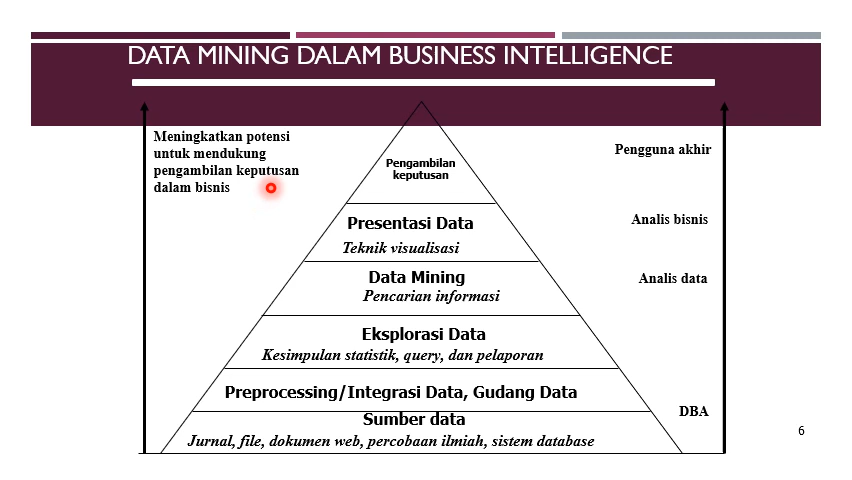 DATA MINING DALAM BUSINESS INTELLIGENCE
Meningkatkan potensi
untuk mendukung
pengambilan keputusan
dalam bisnis
Pengambilan
keputusan
Pengguna akhir
Presentasi Data
Teknik visualisasi
Analis bisnis
Data Mining
Pencarian informasi
Analis data
Eksplorasi Data
Kesimpulan statistik, query, dan pelaporan
Preprocessing/Integrasi Data, Gudang Data
DBA
Sumber data
Jurnal, file, dokumen web, percobaan ilmiah, sistem database
6